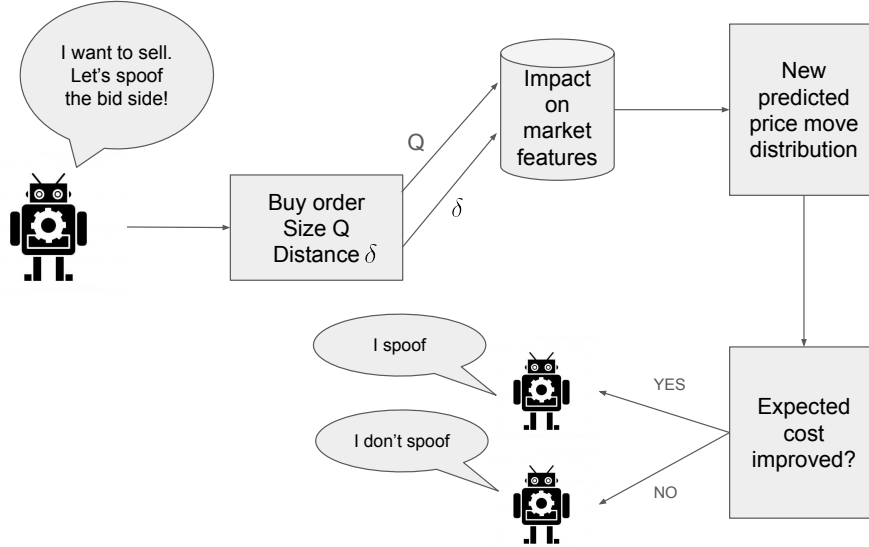 I want to sell.
Let's spoof
the bid side!
Buy order
Size Q
Distance δ
Q
δ
Impact
on
market
features
New
predicted
price move
distribution
Expected
cost
improved?
YES
NO
I spoof
I don't spoof